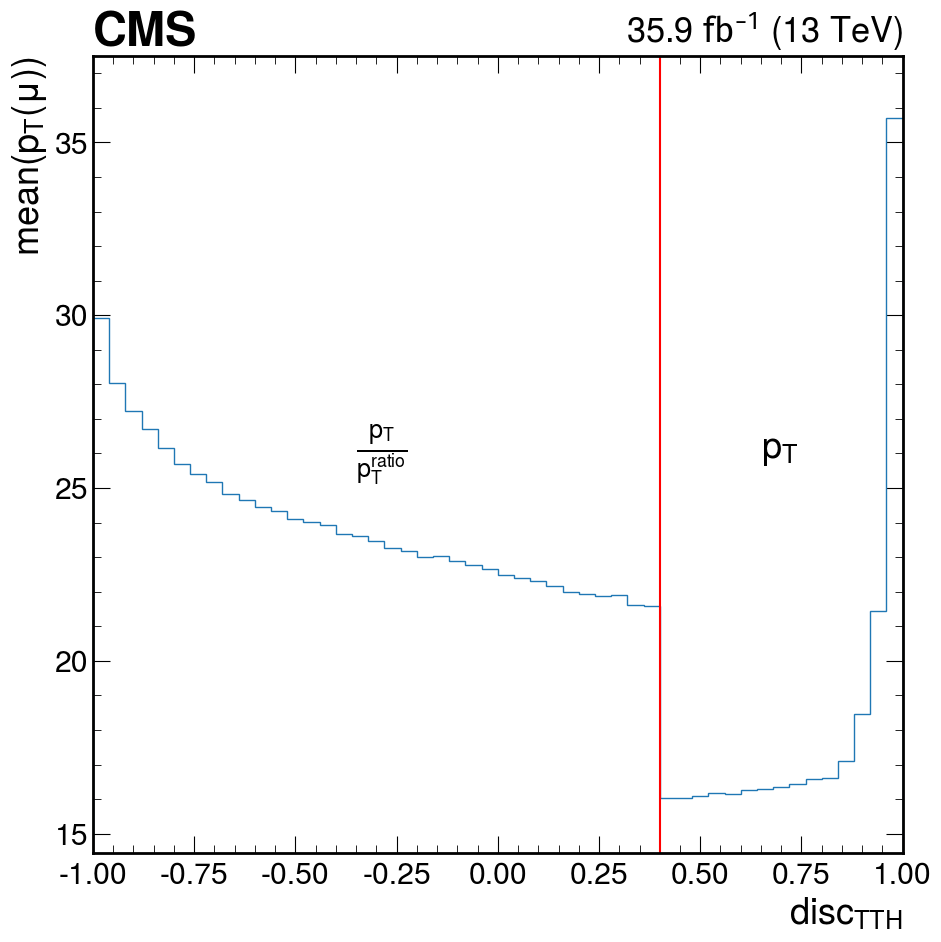 CMS 35.9 fb⁻¹ (13 TeV)
mean(p_T(μ))
35
30
25
20
15
p_T
p_T^ratio
p_T
-1.00 -0.75 -0.50 -0.25 0.00 0.25 0.50 0.75 1.00
disc_TTH